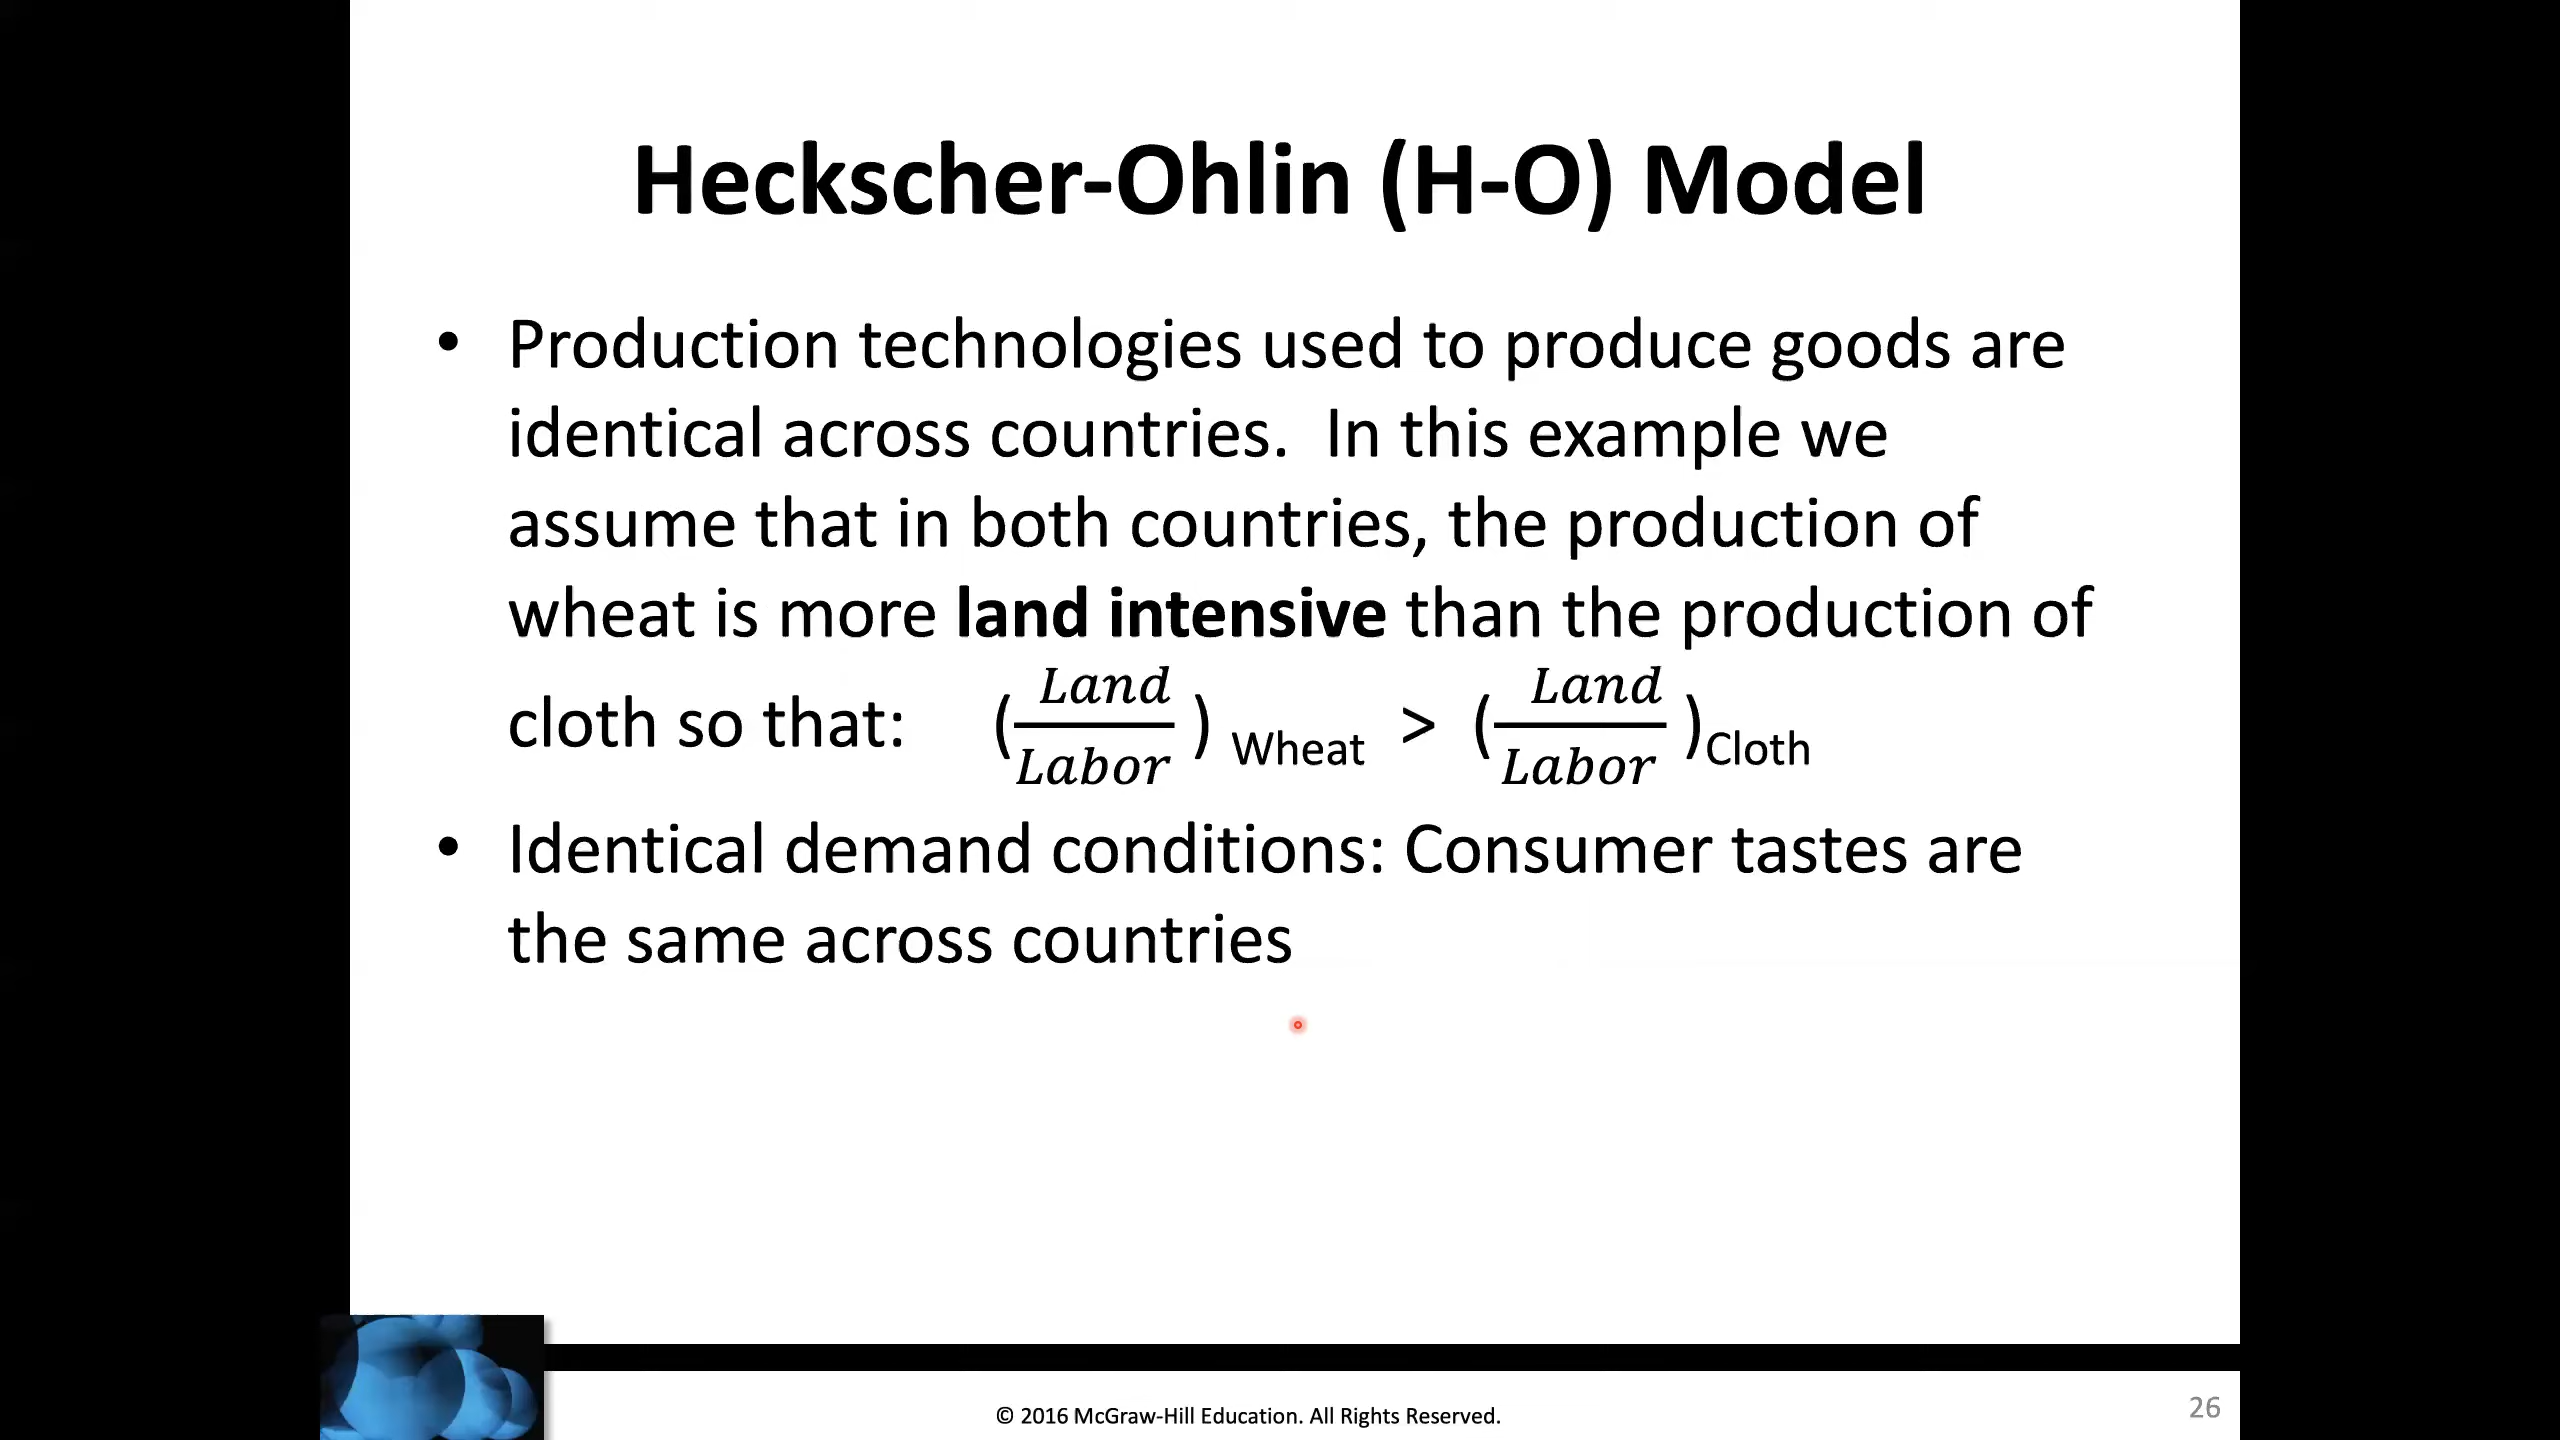 Heckscher-Ohlin (H-O) Model
• Production technologies used to produce goods are
identical across countries.  In this example we
assume that in both countries, the production of
wheat is more land intensive than the production of
cloth so that: (Land/Labor) Wheat > (Land/Labor)Cloth
• Identical demand conditions: Consumer tastes are
the same across countries
© 2016 McGraw-Hill Education. All Rights Reserved.
26